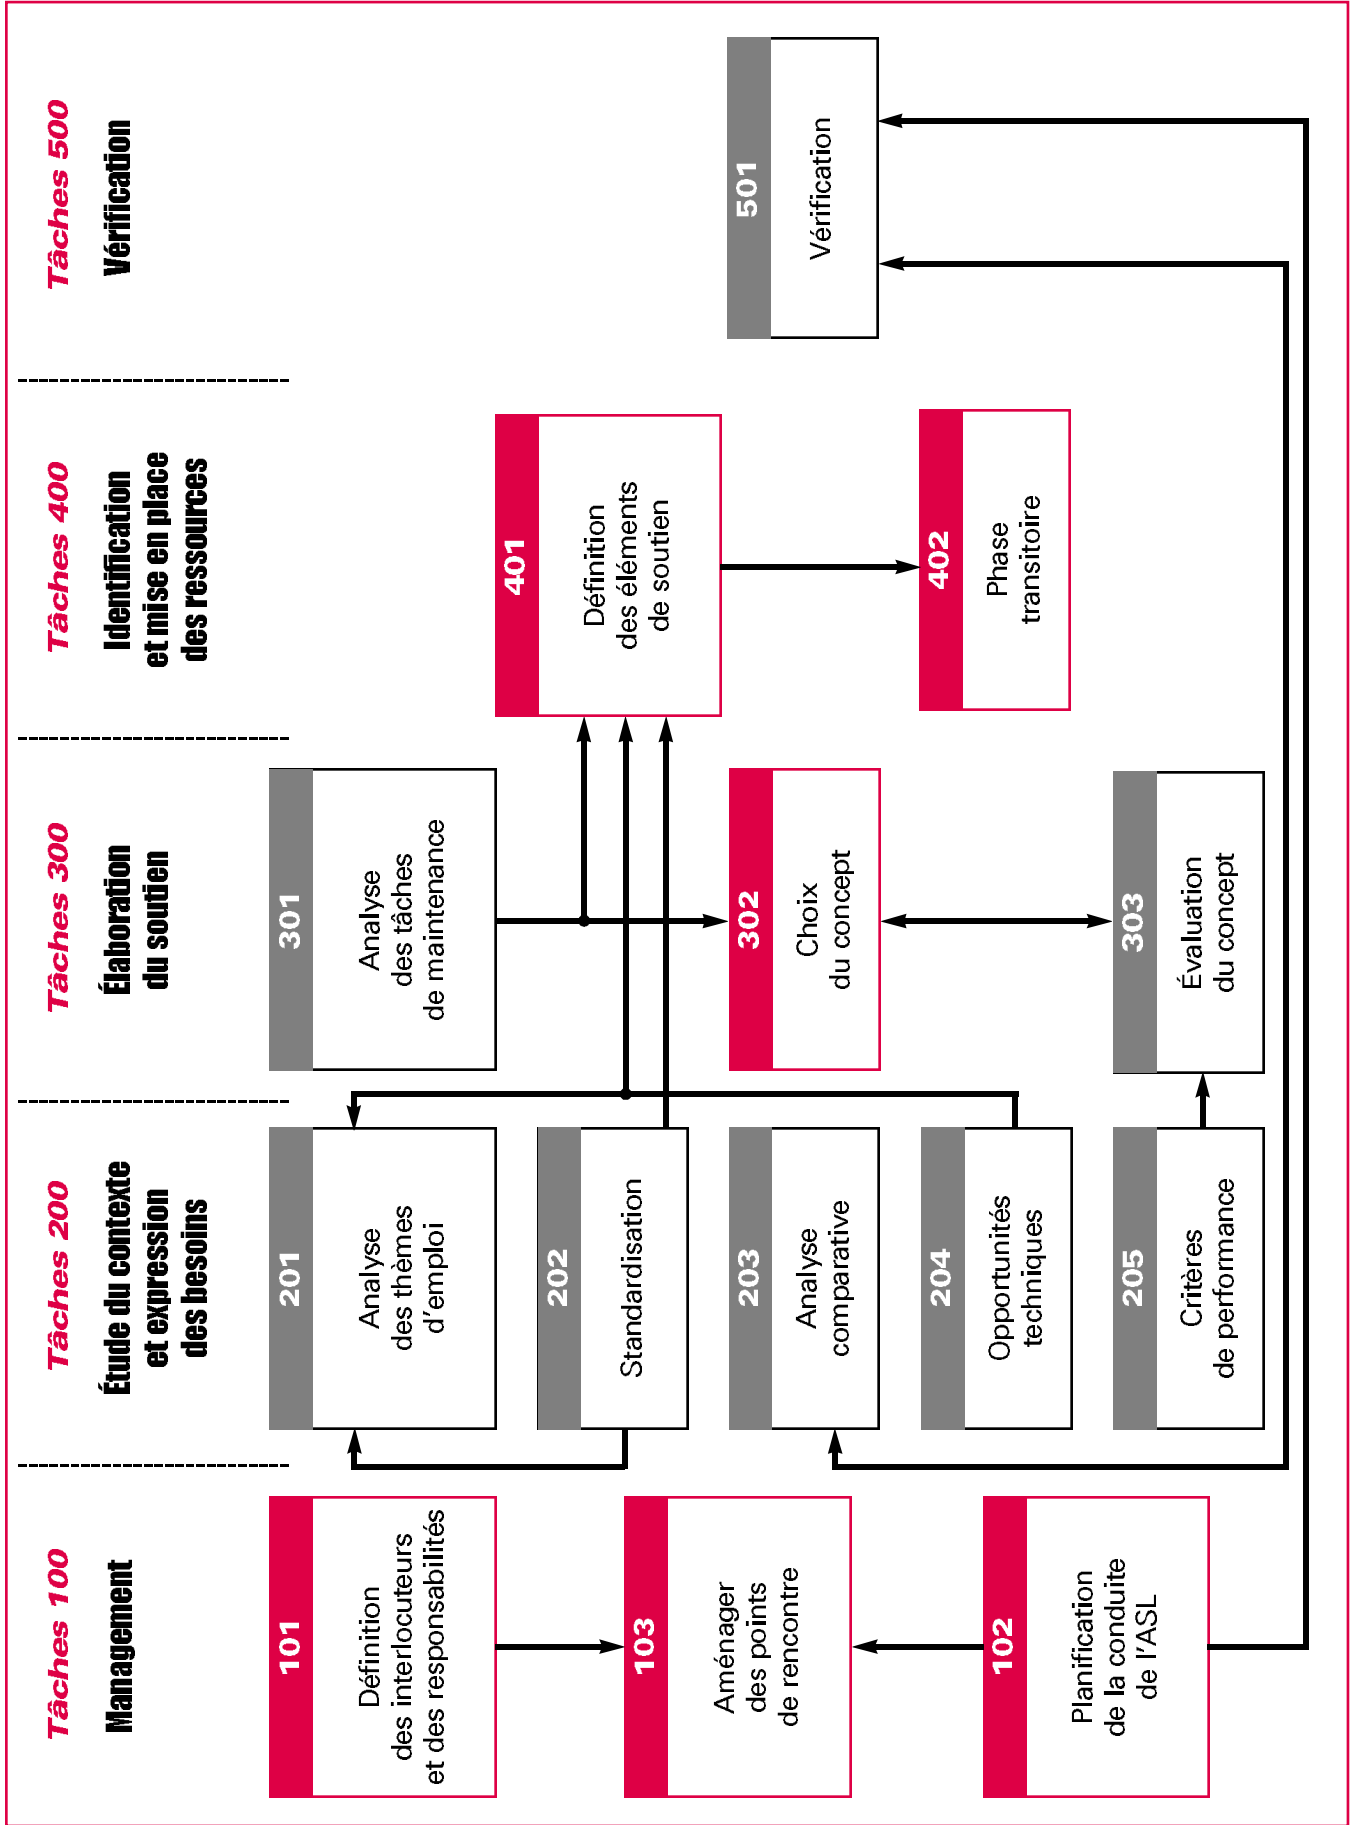 Tâches 100
Management
Tâches 200
Étude du contexte
et expression
des besoins
Tâches 300
Élaboration
du soutien
Tâches 400
Identification
et mise en place
des ressources
Tâches 500
Vérification
101
Définition
des interlocuteurs
et des responsabilités
103
Aménager
des points
de rencontre
102
Planification
de la conduite
de l'ASL
201
Analyse
des thèmes
d'emploi
202
Standardisation
203
Analyse
comparative
204
Opportunités
techniques
205
Critères
de performance
301
Analyse
des tâches
de maintenance
302
Choix
du concept
303
Évaluation
du concept
401
Définition
des éléments
de soutien
402
Phase
transitoire
501
Vérification